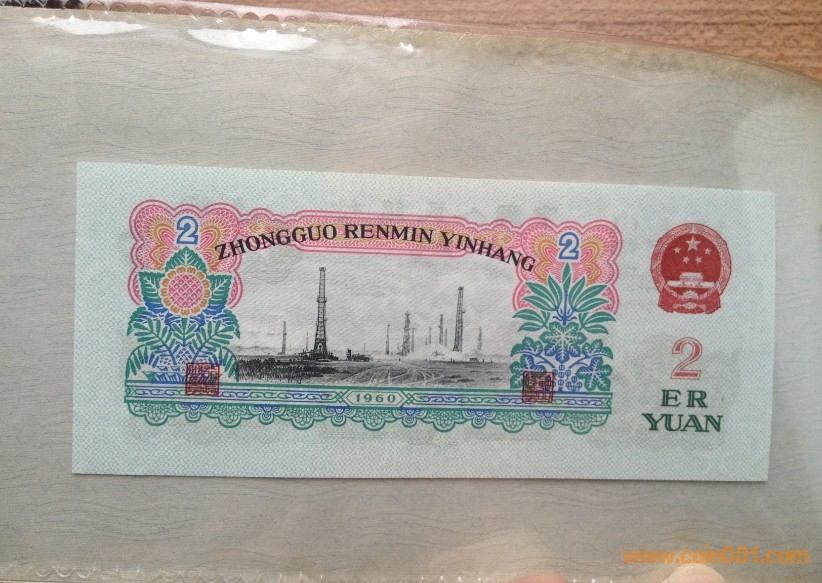 2
2
ZHONGGUO RENMIN YINHANG
2
ER
YUAN
1960
www.coin001.com